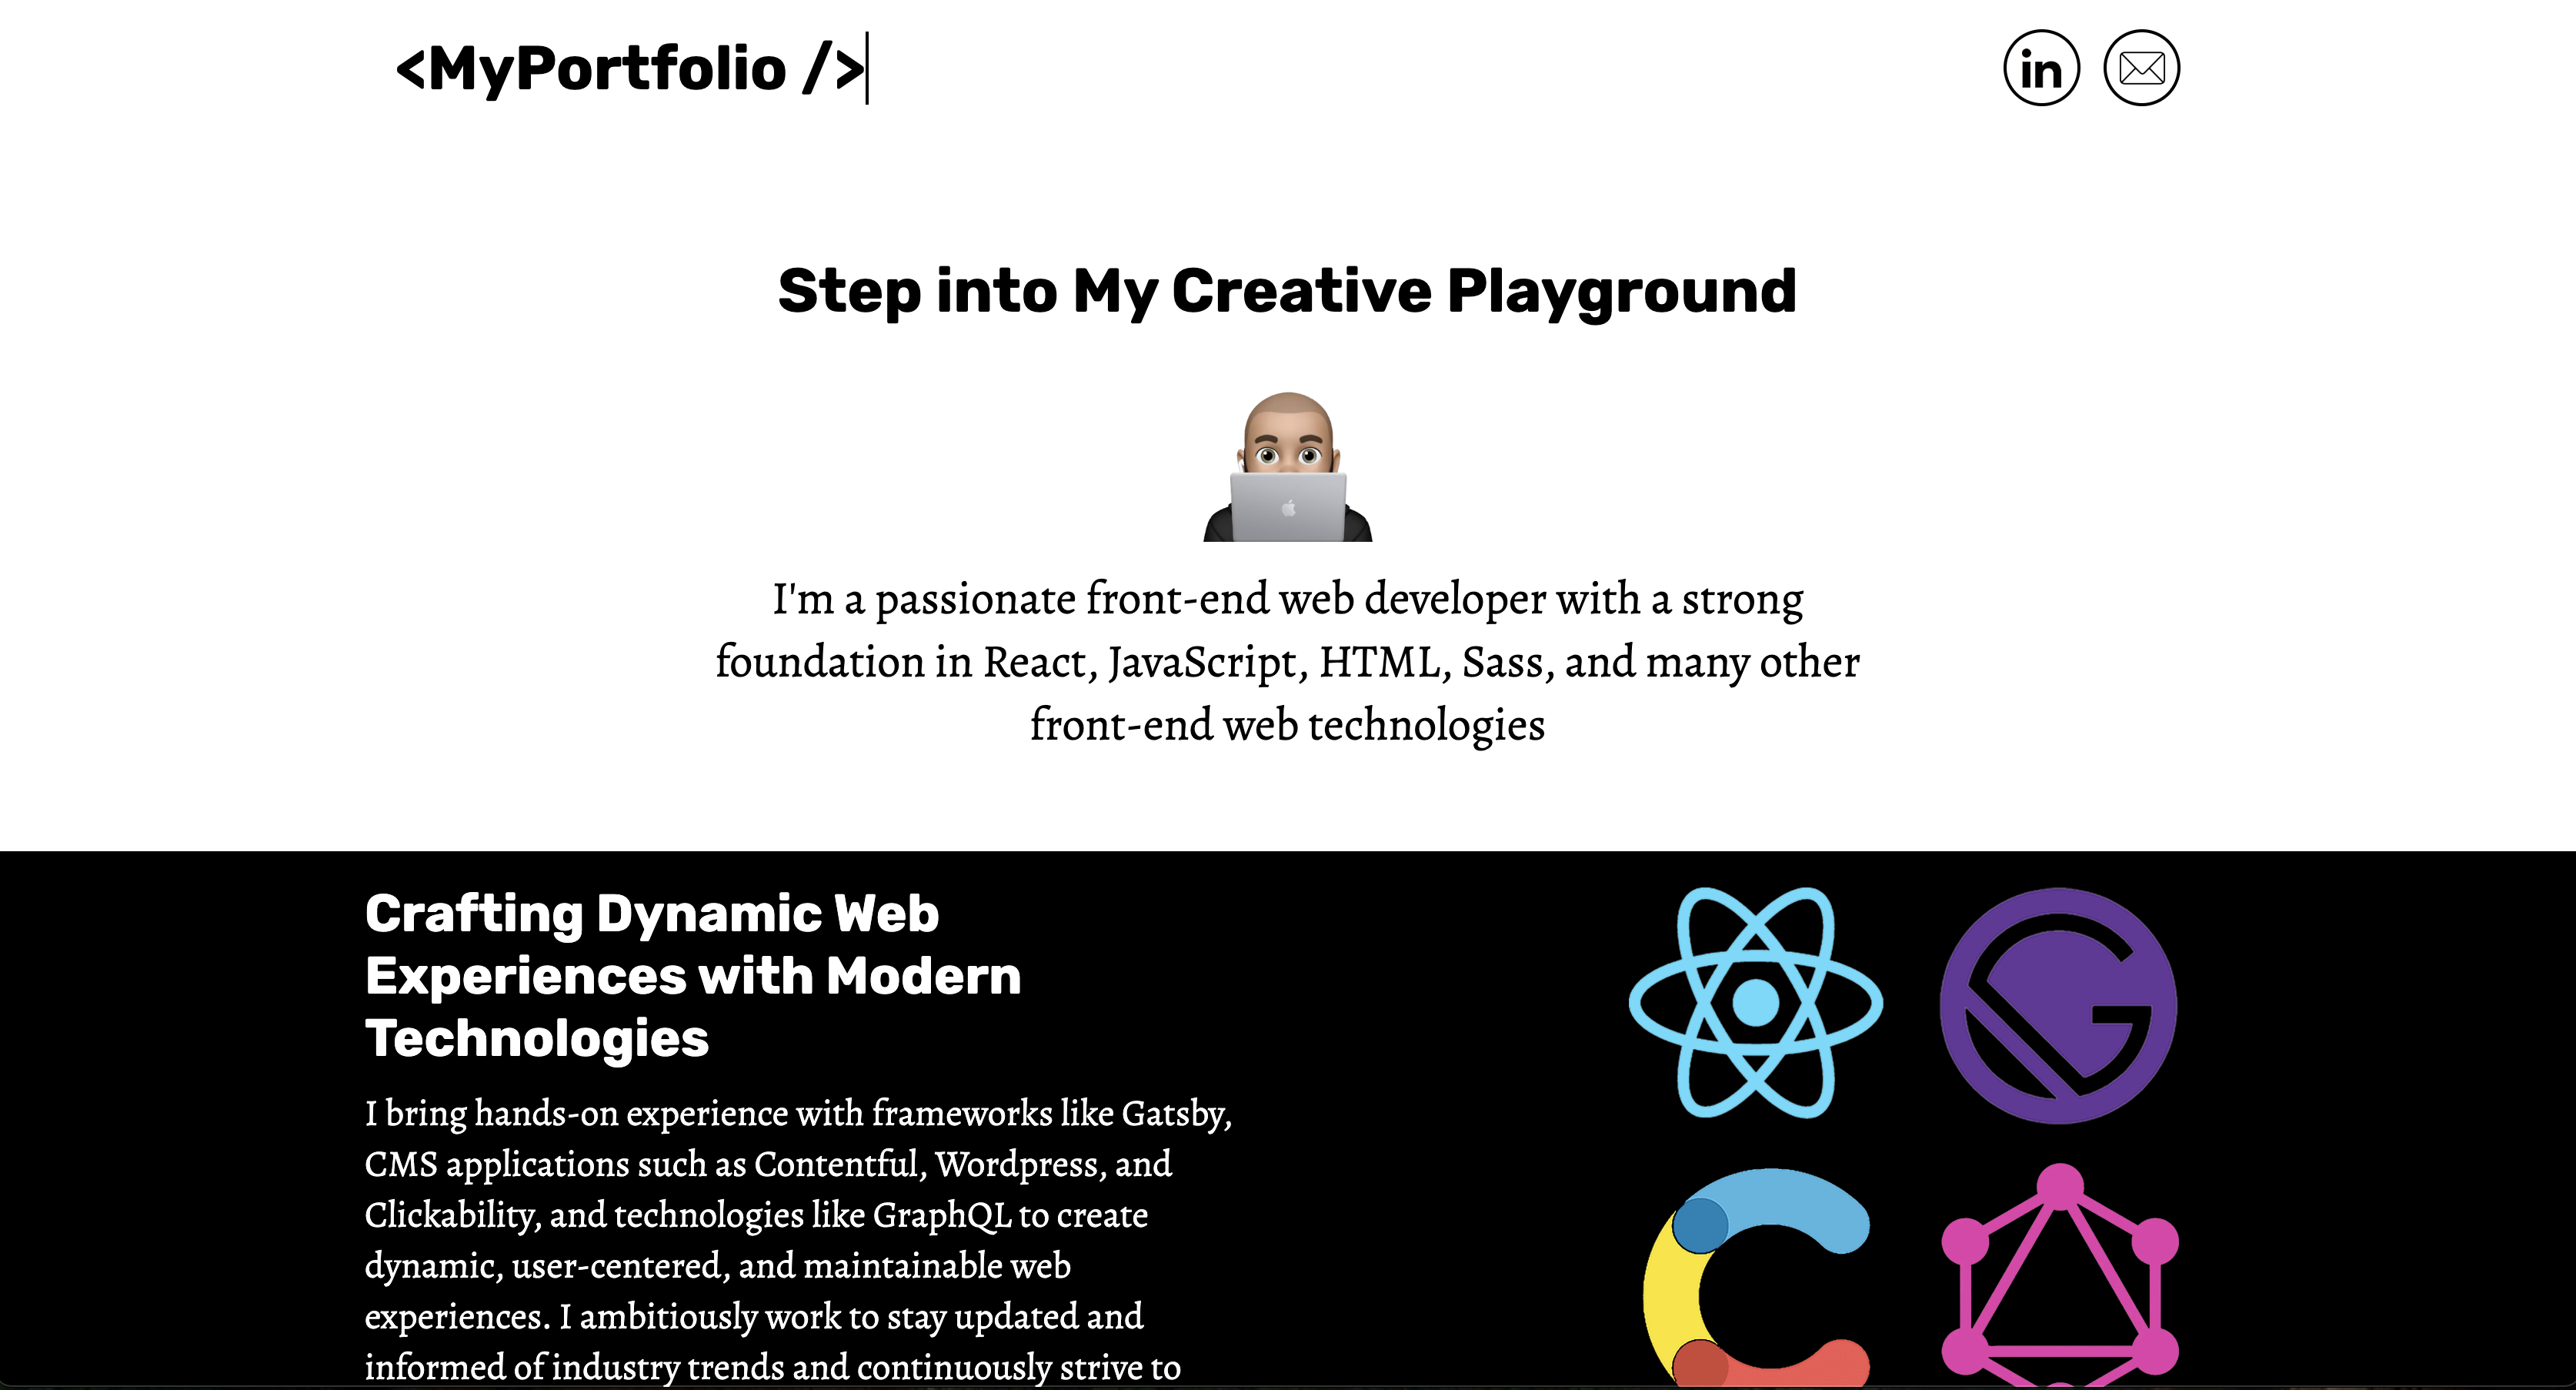 <MyPortfolio />
in
Step into My Creative Playground
I'm a passionate front-end web developer with a strong
foundation in React, JavaScript, HTML, Sass, and many other
front-end web technologies
Crafting Dynamic Web
Experiences with Modern
Technologies
I bring hands-on experience with frameworks like Gatsby,
CMS applications such as Contentful, Wordpress, and
Clickability, and technologies like GraphQL to create
dynamic, user-centered, and maintainable web
experiences. I ambitiously work to stay updated and
informed of industry trends and continuously strive to